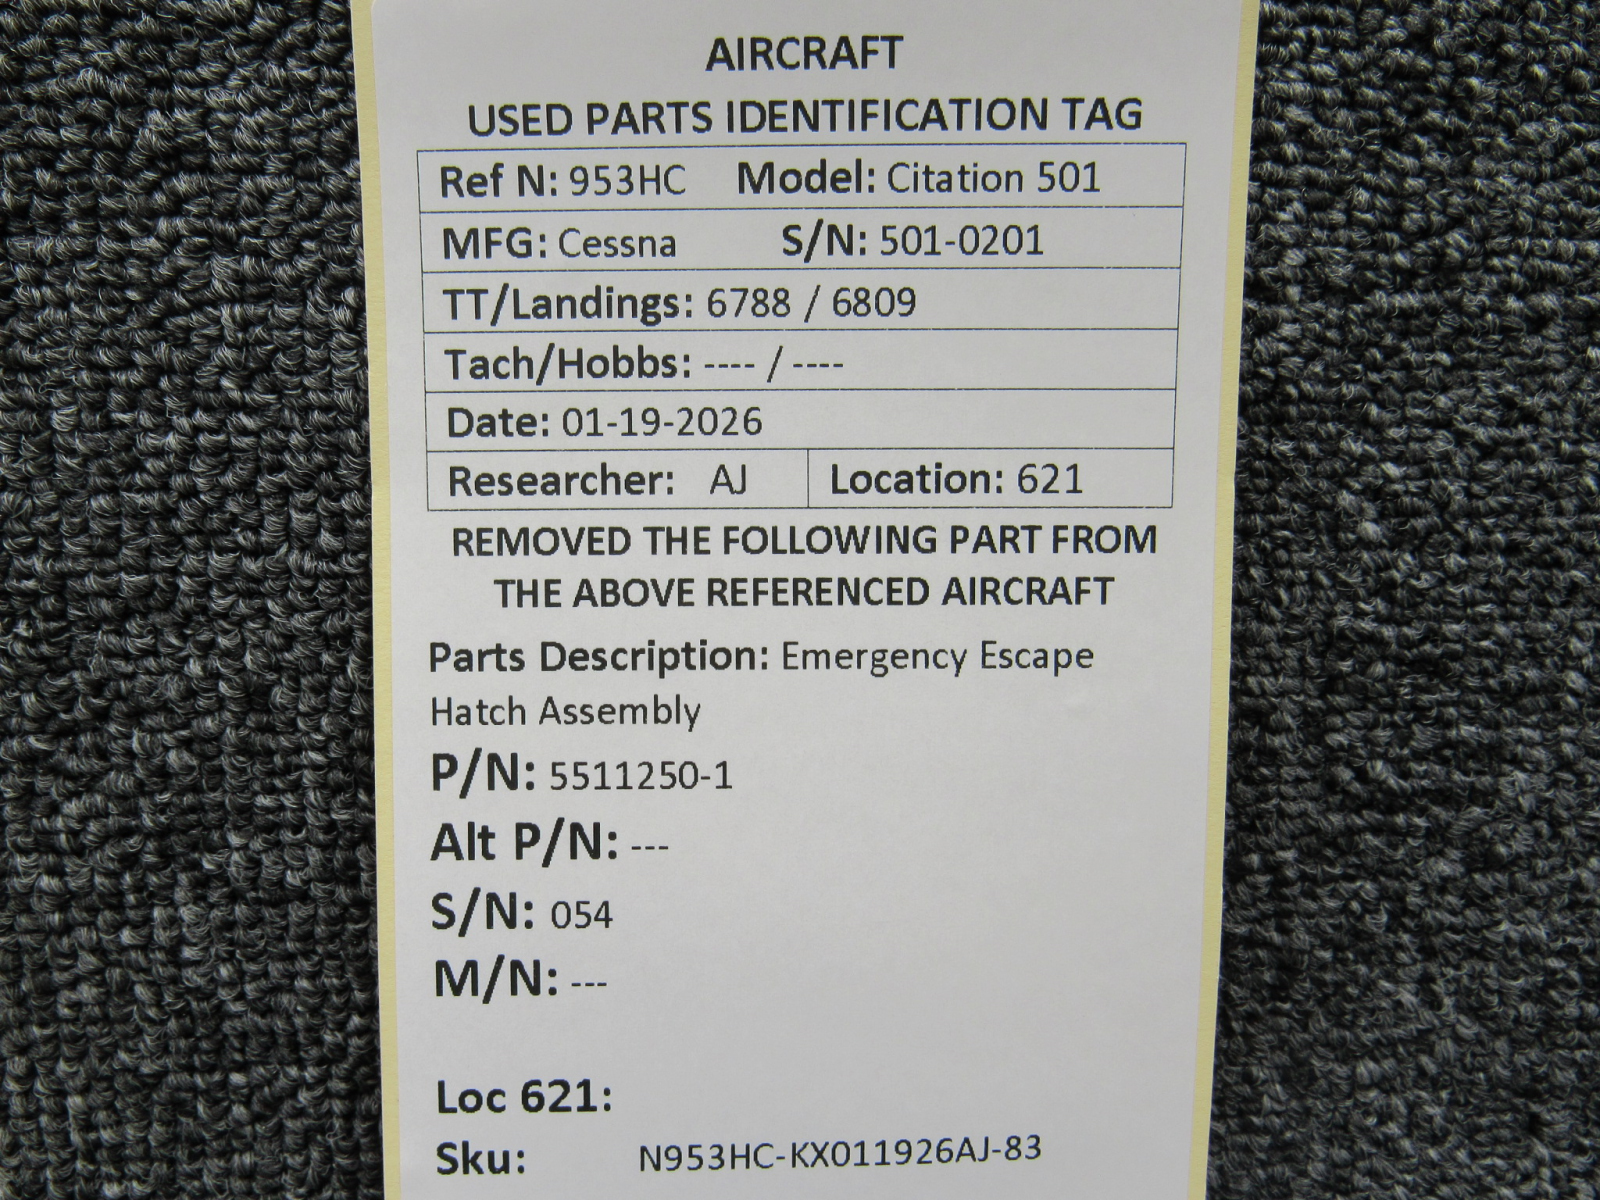 AIRCRAFT
USED PARTS IDENTIFICATION TAG
Ref N: 953HC Model: Citation 501
MFG: Cessna S/N: 501-0201
TT/Landings: 6788 / 6809
Tach/Hobbs: ---- / ----
Date: 01-19-2026
Researcher: AJ Location: 621
REMOVED THE FOLLOWING PART FROM
THE ABOVE REFERENCED AIRCRAFT
Parts Description: Emergency Escape
Hatch Assembly
P/N: 5511250-1
Alt P/N: ---
S/N: 054
M/N: ---
Loc 621:
Sku: N953HC-KX011926AJ-83